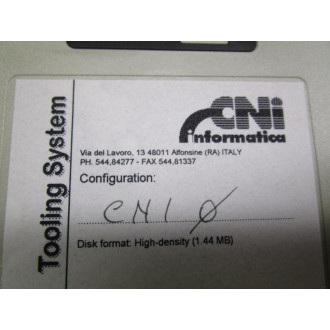 CNi
informatica
Via del Lavoro, 13 48011 Alfonsine (RA) ITALY
PH. 544,84277 - FAX 544,81337
Tooling System
Configuration:
CNI Ø
Disk format: High-density (1.44 MB)